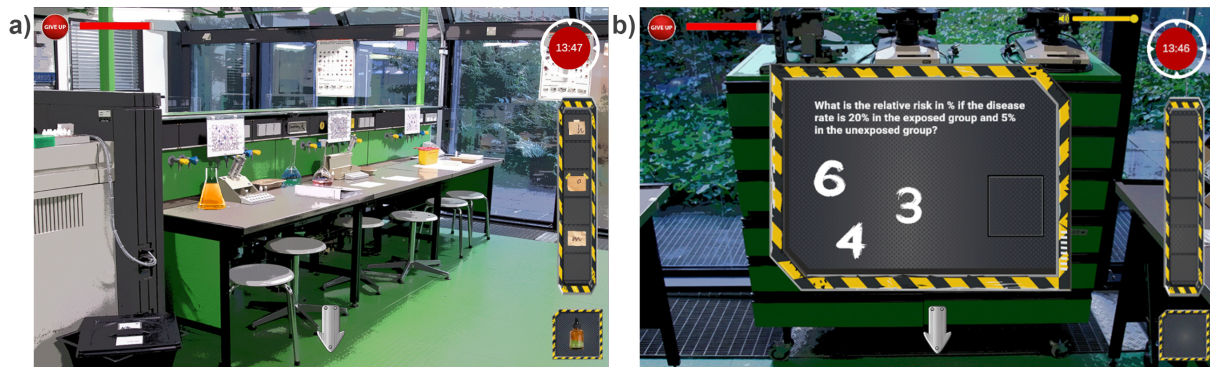 a)
GIVE UP
13:47
b)
GIVE UP
13:46
What is the relative risk in % if the disease
rate is 20% in the exposed group and 5%
in the unexposed group?
6
3
4